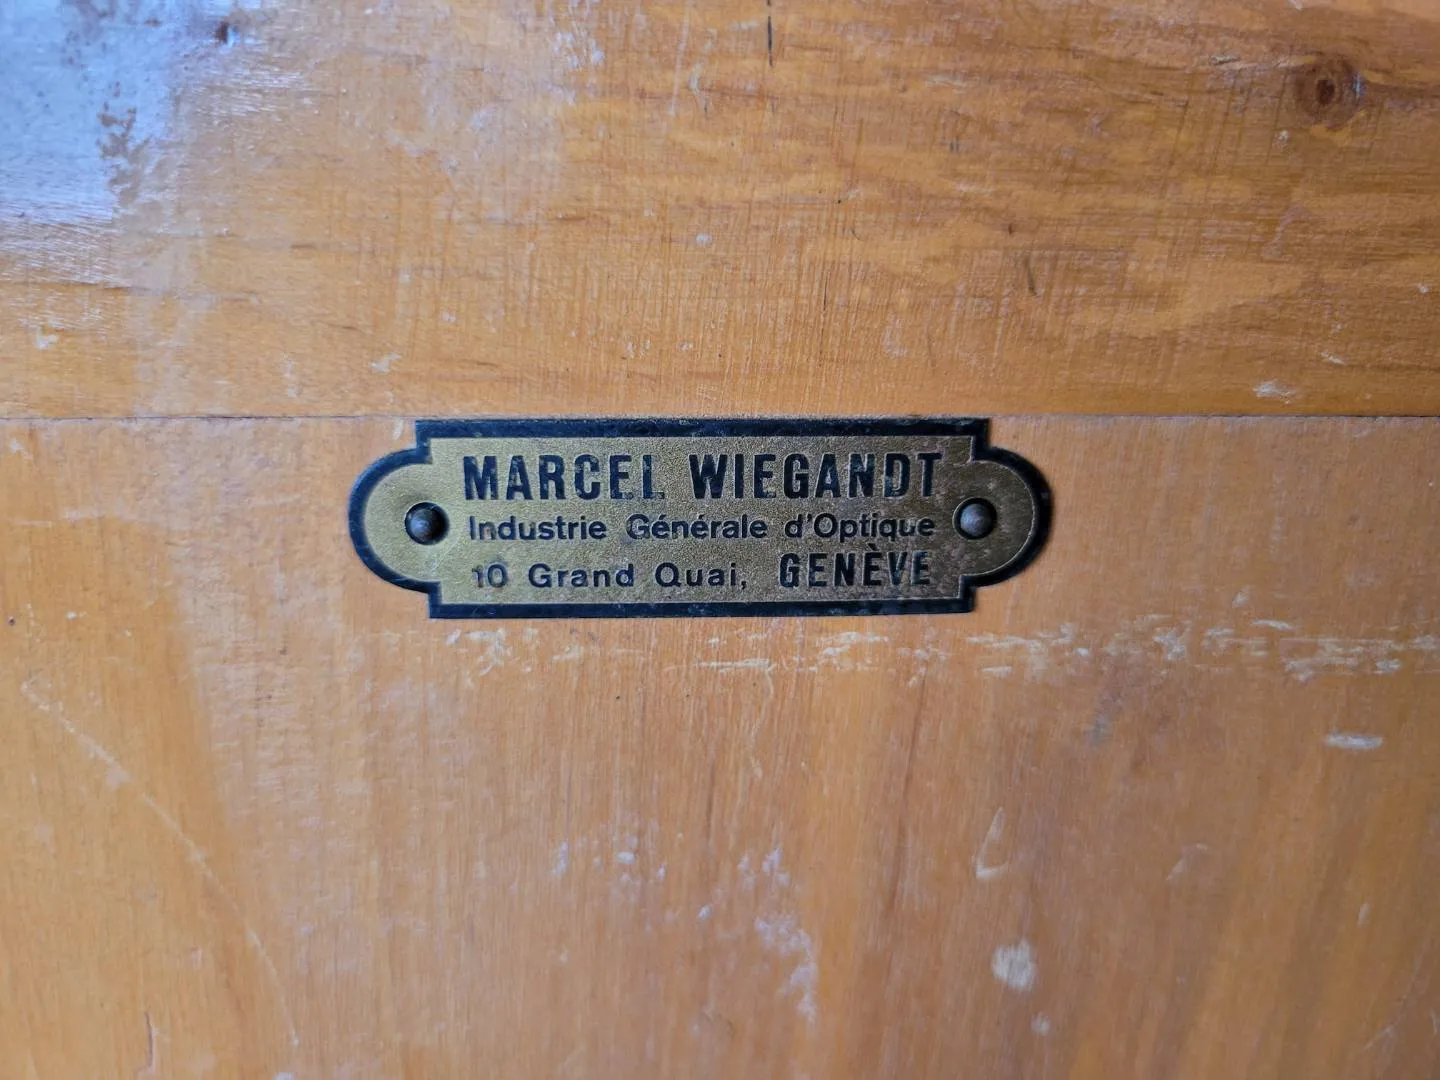 MARCEL WIEGANDT
Industrie Générale d'Optique
10 Grand Quai, GENÈVE